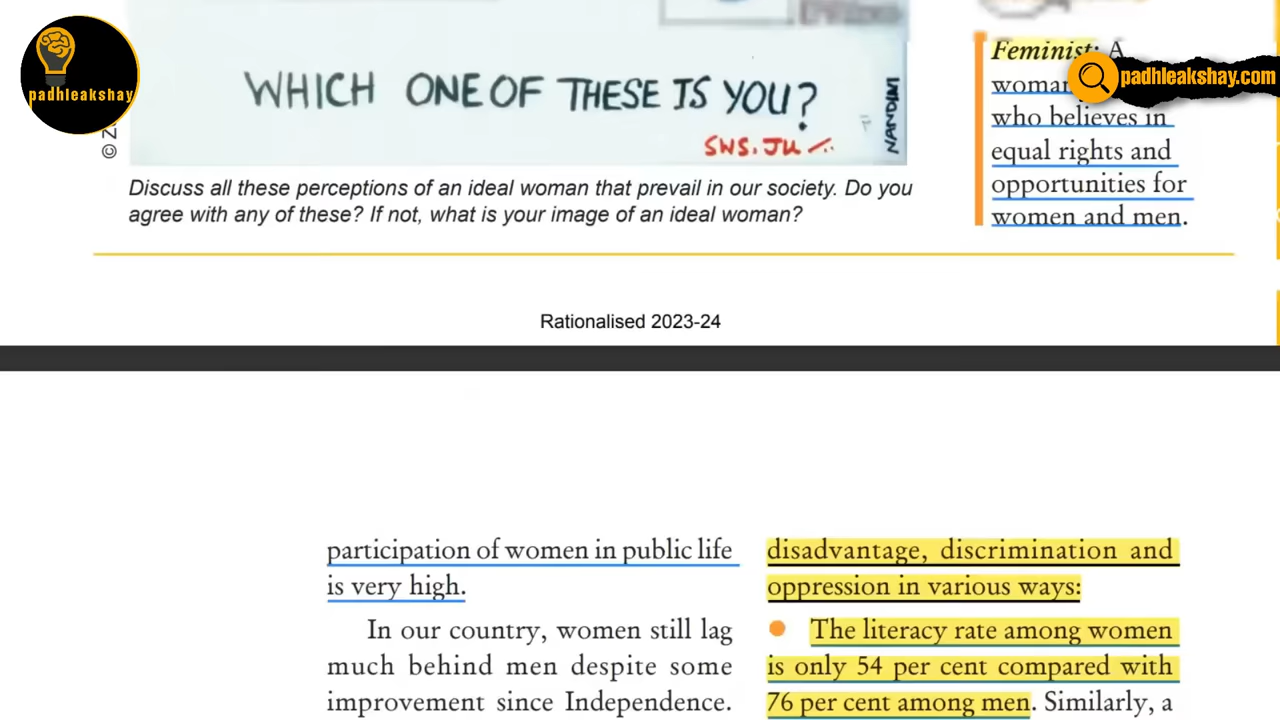 padhleakshay
WHICH ONE OF THESE IS YOU?
SWS. JU
NANDINI
Discuss all these perceptions of an ideal woman that prevail in our society. Do you
agree with any of these? If not, what is your image of an ideal woman?
Feminist: A
padhleakshay.com
woman
who believes in
equal rights and
opportunities for
women and men.
Rationalised 2023-24
participation of women in public life
is very high.
In our country, women still lag
much behind men despite some
improvement since Independence.
disadvantage, discrimination and
oppression in various ways:
The literacy rate among women
is only 54 per cent compared with
76 per cent among men. Similarly, a